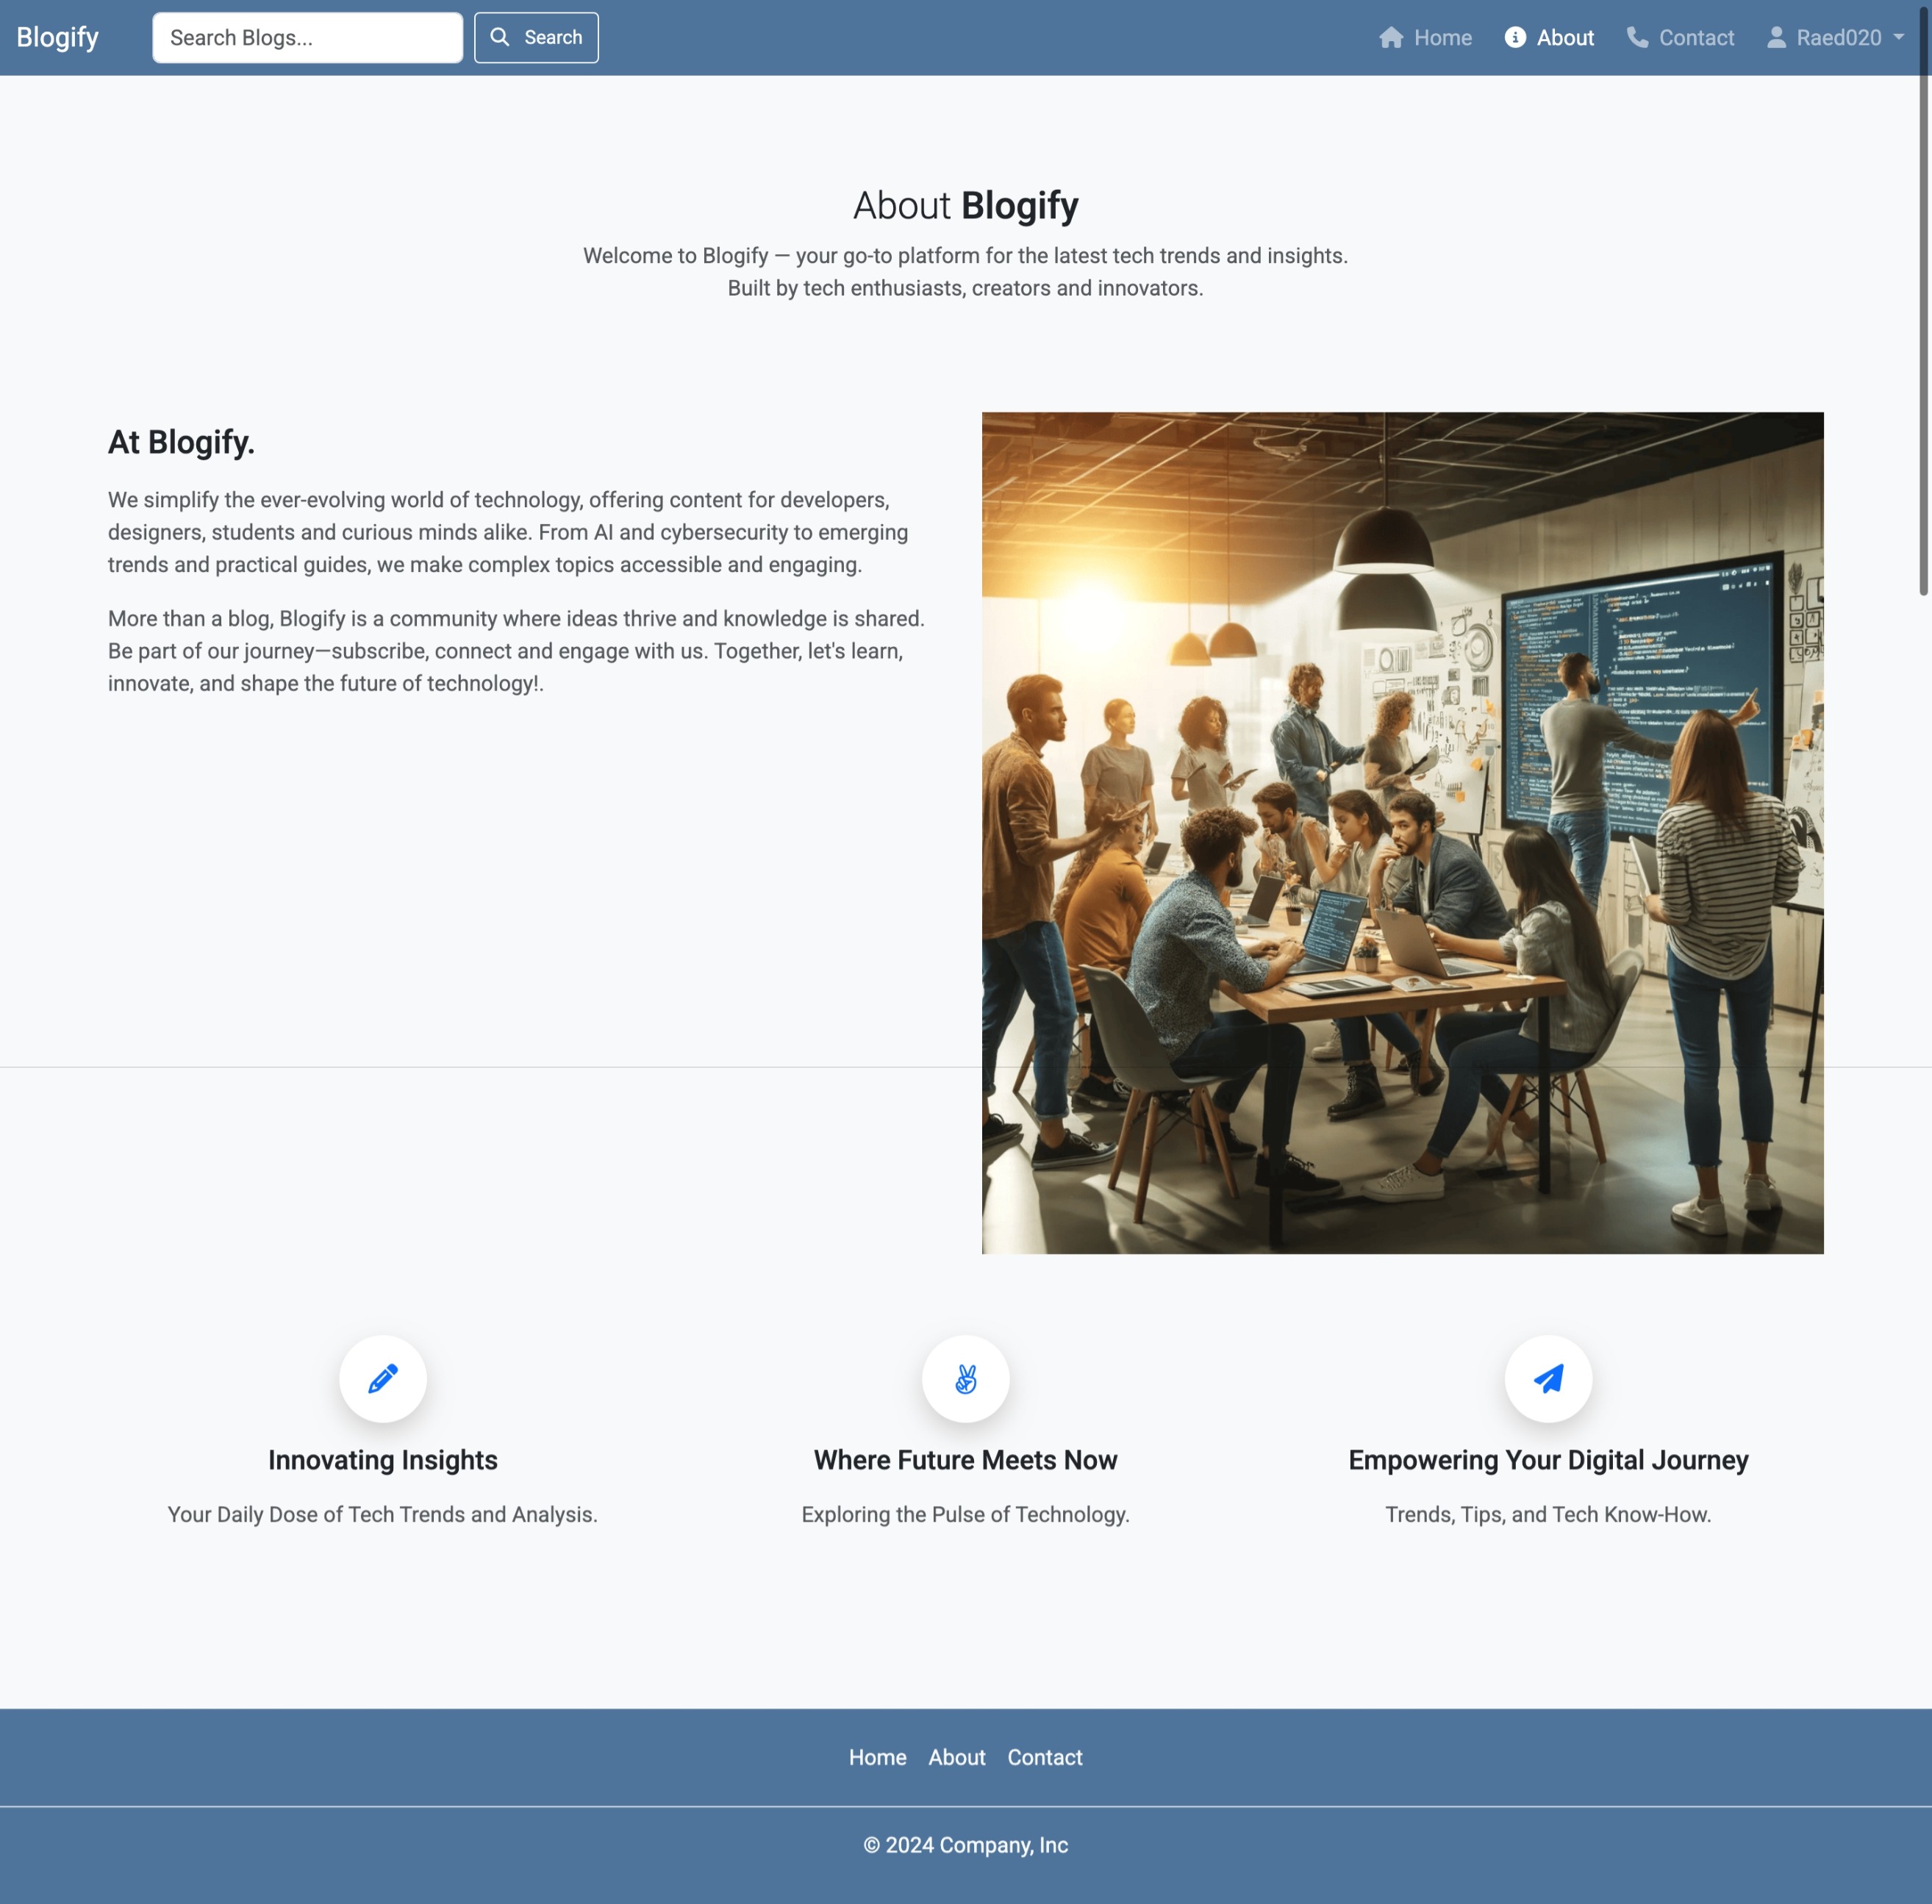 Blogify
Search Blogs...
Search
Home
About
Contact
Raed020
About Blogify
Welcome to Blogify — your go-to platform for the latest tech trends and insights.
Built by tech enthusiasts, creators and innovators.
At Blogify.
We simplify the ever-evolving world of technology, offering content for developers,
designers, students and curious minds alike. From AI and cybersecurity to emerging
trends and practical guides, we make complex topics accessible and engaging.
More than a blog, Blogify is a community where ideas thrive and knowledge is shared.
Be part of our journey—subscribe, connect and engage with us. Together, let's learn,
innovate, and shape the future of technology!.
Innovating Insights
Your Daily Dose of Tech Trends and Analysis.
Where Future Meets Now
Exploring the Pulse of Technology.
Empowering Your Digital Journey
Trends, Tips, and Tech Know-How.
Home
About
Contact
© 2024 Company, Inc